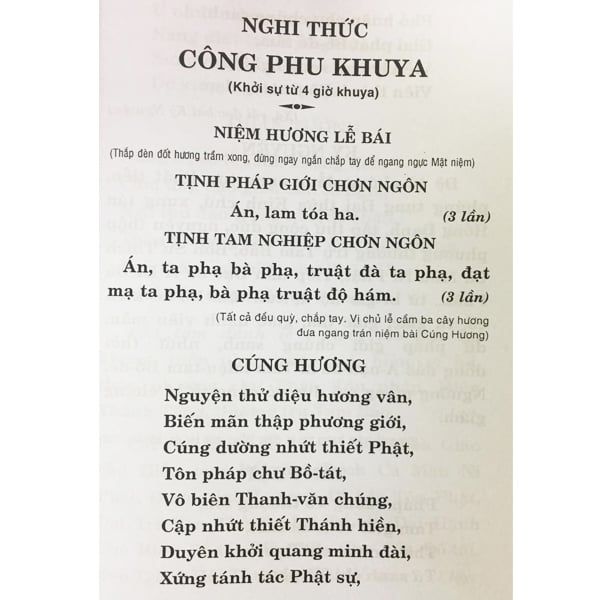 NGHI THỨC
CÔNG PHU KHUYA
(Khởi sự từ 4 giờ khuya)
NIỆM HƯƠNG LỄ BÁI
(Thắp đèn đốt hương trầm xong, đứng ngay ngắn chắp tay để ngang ngực Mật niệm)
TỊNH PHÁP GIỚI CHƠN NGÔN
Án, lam tóa ha. (3 lần)
TỊNH TAM NGHIỆP CHƠN NGÔN
Án, ta phạ bà phạ, truật đà ta phạ, đạt
mạ ta phạ, bà phạ truật độ hám. (3 lần)
(Tất cả đều quỳ, chắp tay. Vị chủ lễ cầm ba cây hương
đưa ngang trán niệm bài Cúng Hương)
CÚNG HƯƠNG
Nguyện thử diệu hương vân,
Biến mãn thập phương giới,
Cúng dường nhứt thiết Phật,
Tôn pháp chư Bồ-tát,
Vô biên Thanh-văn chúng,
Cập nhứt thiết Thánh hiền,
Duyên khởi quang minh đài,
Xứng tánh tác Phật sự,